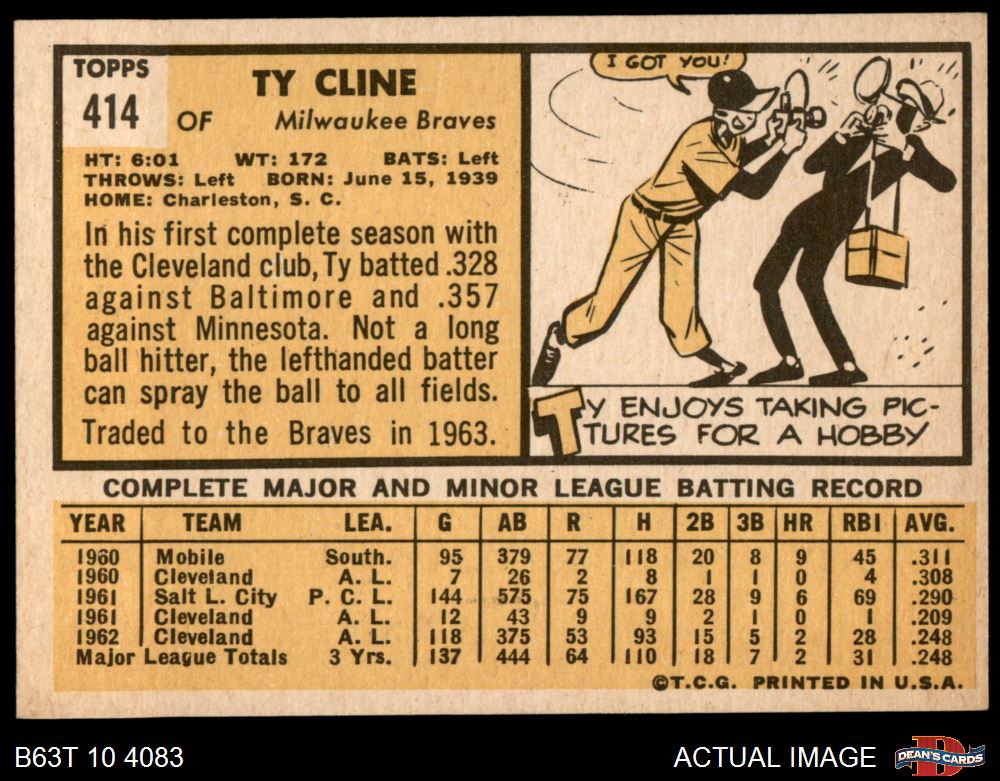 TOPPS
414
TY CLINE
OF Milwaukee Braves
HT: 6:01 WT: 172 BATS: Left
THROWS: Left BORN: June 15, 1939
HOME: Charleston, S. C.
In his first complete season with
the Cleveland club, Ty batted .328
against Baltimore and .357
against Minnesota. Not a long
ball hitter, the lefthanded batter
can spray the ball to all fields.
Traded to the Braves in 1963.
I GOT YOU!
TY ENJOYS TAKING PIC-
TURES FOR A HOBBY
COMPLETE MAJOR AND MINOR LEAGUE BATTING RECORD
YEAR TEAM LEA. G AB R H 2B 3B HR RBI AVG.
1960 Mobile South. 95 379 77 118 20 8 9 45 .311
1960 Cleveland A. L. 7 26 2 8 1 1 0 4 .308
1961 Salt L. City P. C. L. 144 575 75 167 28 9 6 69 .290
1961 Cleveland A. L. 12 43 9 9 2 1 0 1 .209
1962 Cleveland A. L. 118 375 53 93 15 5 2 28 .248
Major League Totals 3 Yrs. 137 444 64 110 18 7 2 31 .248
©T.C.G. PRINTED IN U.S.A.
B63T 10 4083
ACTUAL IMAGE
D
DEAN'S CARDS